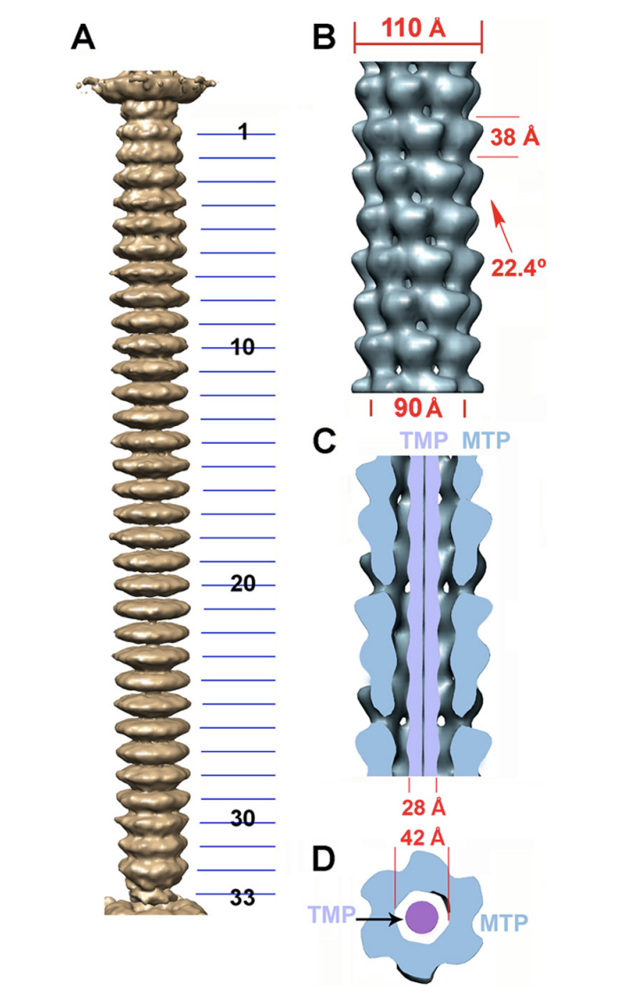 A
1
10
20
30
33
B
110 Å
38 Å
22.4º
90 Å
C
TMP MTP
28 Å
42 Å
D
TMP
MTP